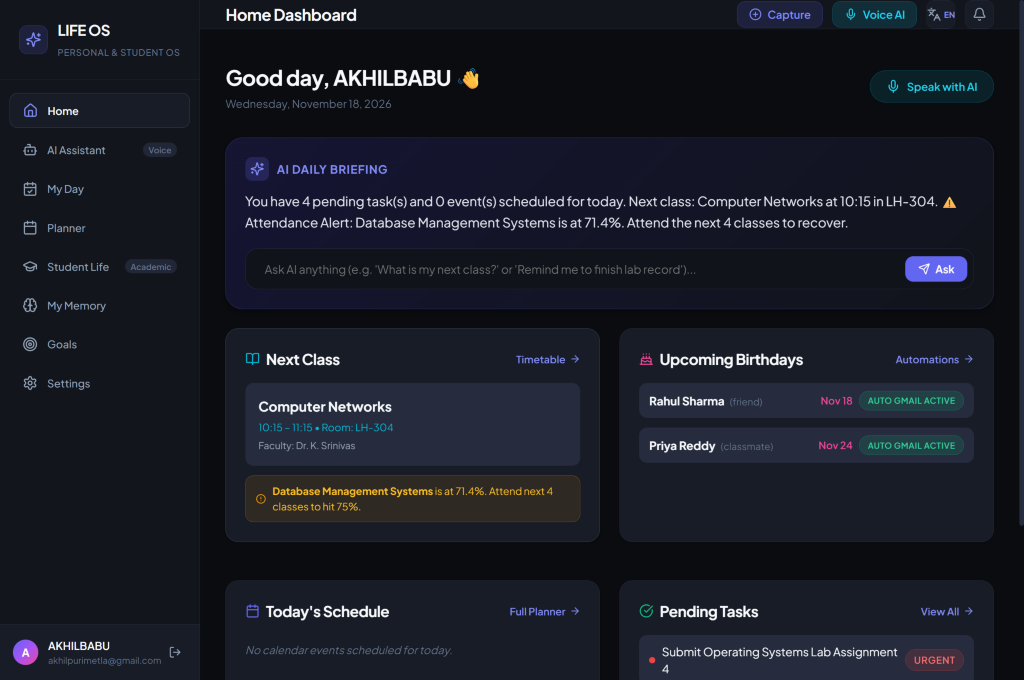 LIFE OS
PERSONAL & STUDENT OS
Home
AI Assistant
Voice
My Day
Planner
Student Life
Academic
My Memory
Goals
Settings
A
AKHILBABU
akhilpurimetla@gmail.com
Home Dashboard
Capture
Voice AI
EN
Good day, AKHILBABU 👋
Wednesday, November 18, 2026
Speak with AI
AI DAILY BRIEFING
You have 4 pending task(s) and 0 event(s) scheduled for today. Next class: Computer Networks at 10:15 in LH-304. ⚠️
Attendance Alert: Database Management Systems is at 71.4%. Attend the next 4 classes to recover.
Ask AI anything (e.g. 'What is my next class?' or 'Remind me to finish lab record')...
Ask
Next Class
Timetable →
Computer Networks
10:15 - 11:15 • Room: LH-304
Faculty: Dr. K. Srinivas
Database Management Systems is at 71.4%. Attend next 4
classes to hit 75%.
Upcoming Birthdays
Automations →
Rahul Sharma (friend)
Nov 18
AUTO GMAIL ACTIVE
Priya Reddy (classmate)
Nov 24
AUTO GMAIL ACTIVE
Today's Schedule
Full Planner →
No calendar events scheduled for today.
Pending Tasks
View All →
Submit Operating Systems Lab Assignment
4
URGENT